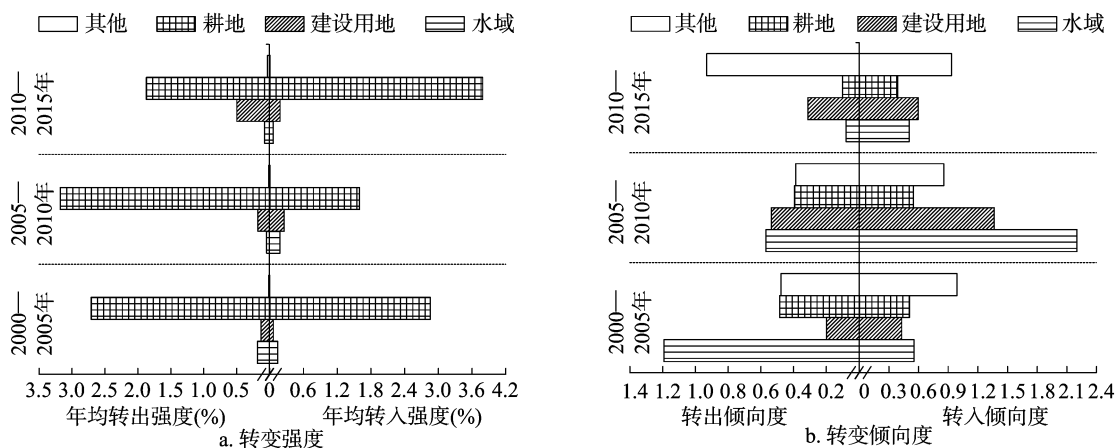 其他 耕地 建设用地 水域
其他 耕地 建设用地 水域
2010—
2015年
2005—
2010年
2000—
2005年
3.5 3.0 2.5 2.0 1.5 1.0 0.5 0 0.6 1.2 1.8 2.4 3.0 3.6 4.2
年均转出强度(%) 年均转入强度(%)
a. 转变强度
2010—
2015年
2005—
2010年
2000—
2005年
1.4 1.2 1.0 0.8 0.6 0.4 0.2 0 0.3 0.6 0.9 1.2 1.5 1.8 2.1 2.4
转出倾向度 转入倾向度
b. 转变倾向度